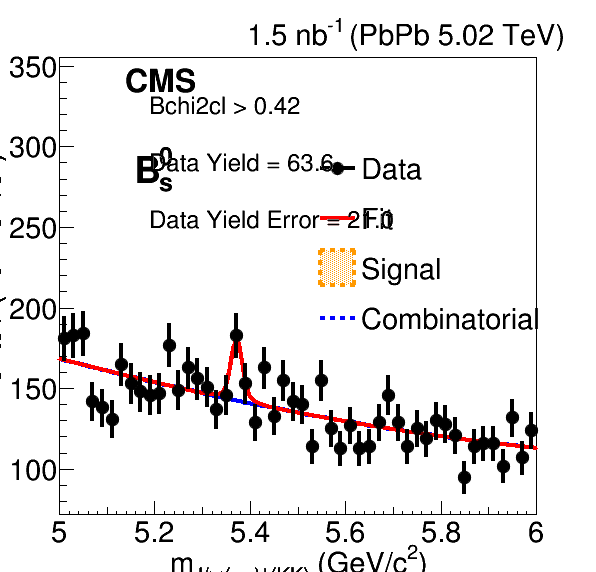 1.5 nb-1 (PbPb 5.02 TeV)
350
CMS
Bchi2cl > 0.42
300
B0s
Data Yield = 63.6
Data
250
Data Yield Error = 21.0
Fit
Signal
200
Combinatorial
150
100
5 5.2 5.4 5.6 5.8 6
m (GeV/c2)